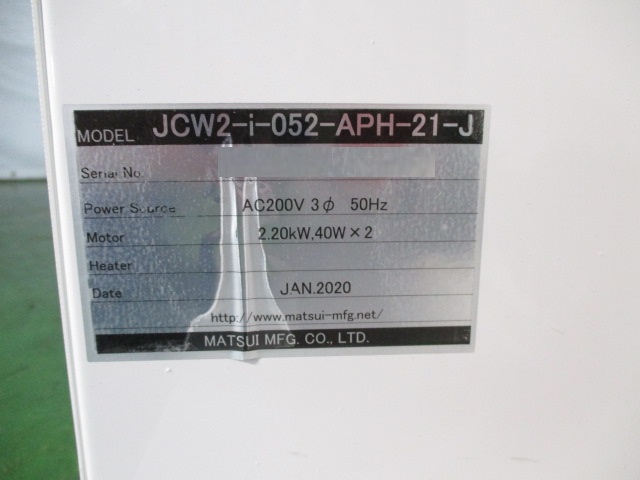 MODEL JCW2-i-052-APH-21-J
Serial No.
Power Source AC200V 3φ 50Hz
Motor 2.20kW,40W×2
Heater
Date JAN.2020
http://www.matsui-mfg.net/
MATSUI MFG. CO., LTD.